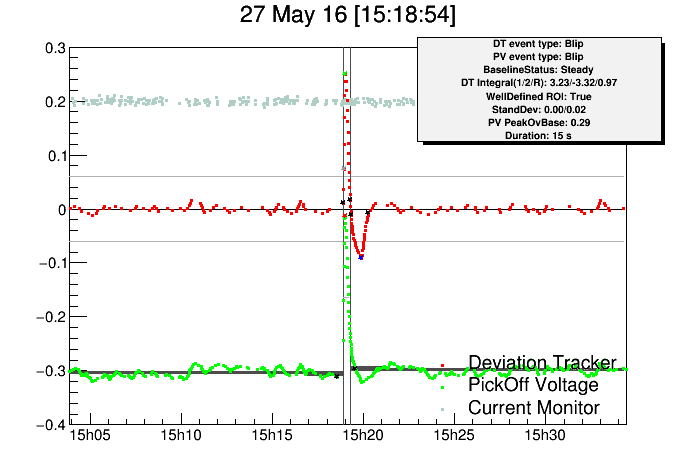 27 May 16 [15:18:54]
DT event type: Blip
PV event type: Blip
BaselineStatus: Steady
DT Integral(1/2/R): 3.23/-3.32/0.97
WellDefined ROI: True
StandDev: 0.00/0.02
PV PeakOvBase: 0.29
Duration: 15 s
0.3
0.2
0.1
0
−0.1
−0.2
−0.3
−0.4
Deviation Tracker
PickOff Voltage
Current Monitor
15h05 15h10 15h15 15h20 15h25 15h30